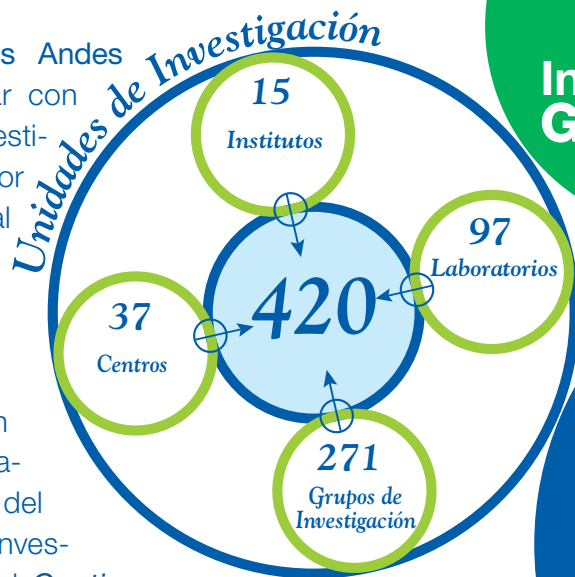 s Andes
r con
esti-
or
al
n
a-
del
nves-
Unidades de Investigación
15
Institutos
97
Laboratorios
420
37
Centros
271
Grupos de
Investigación
In
G